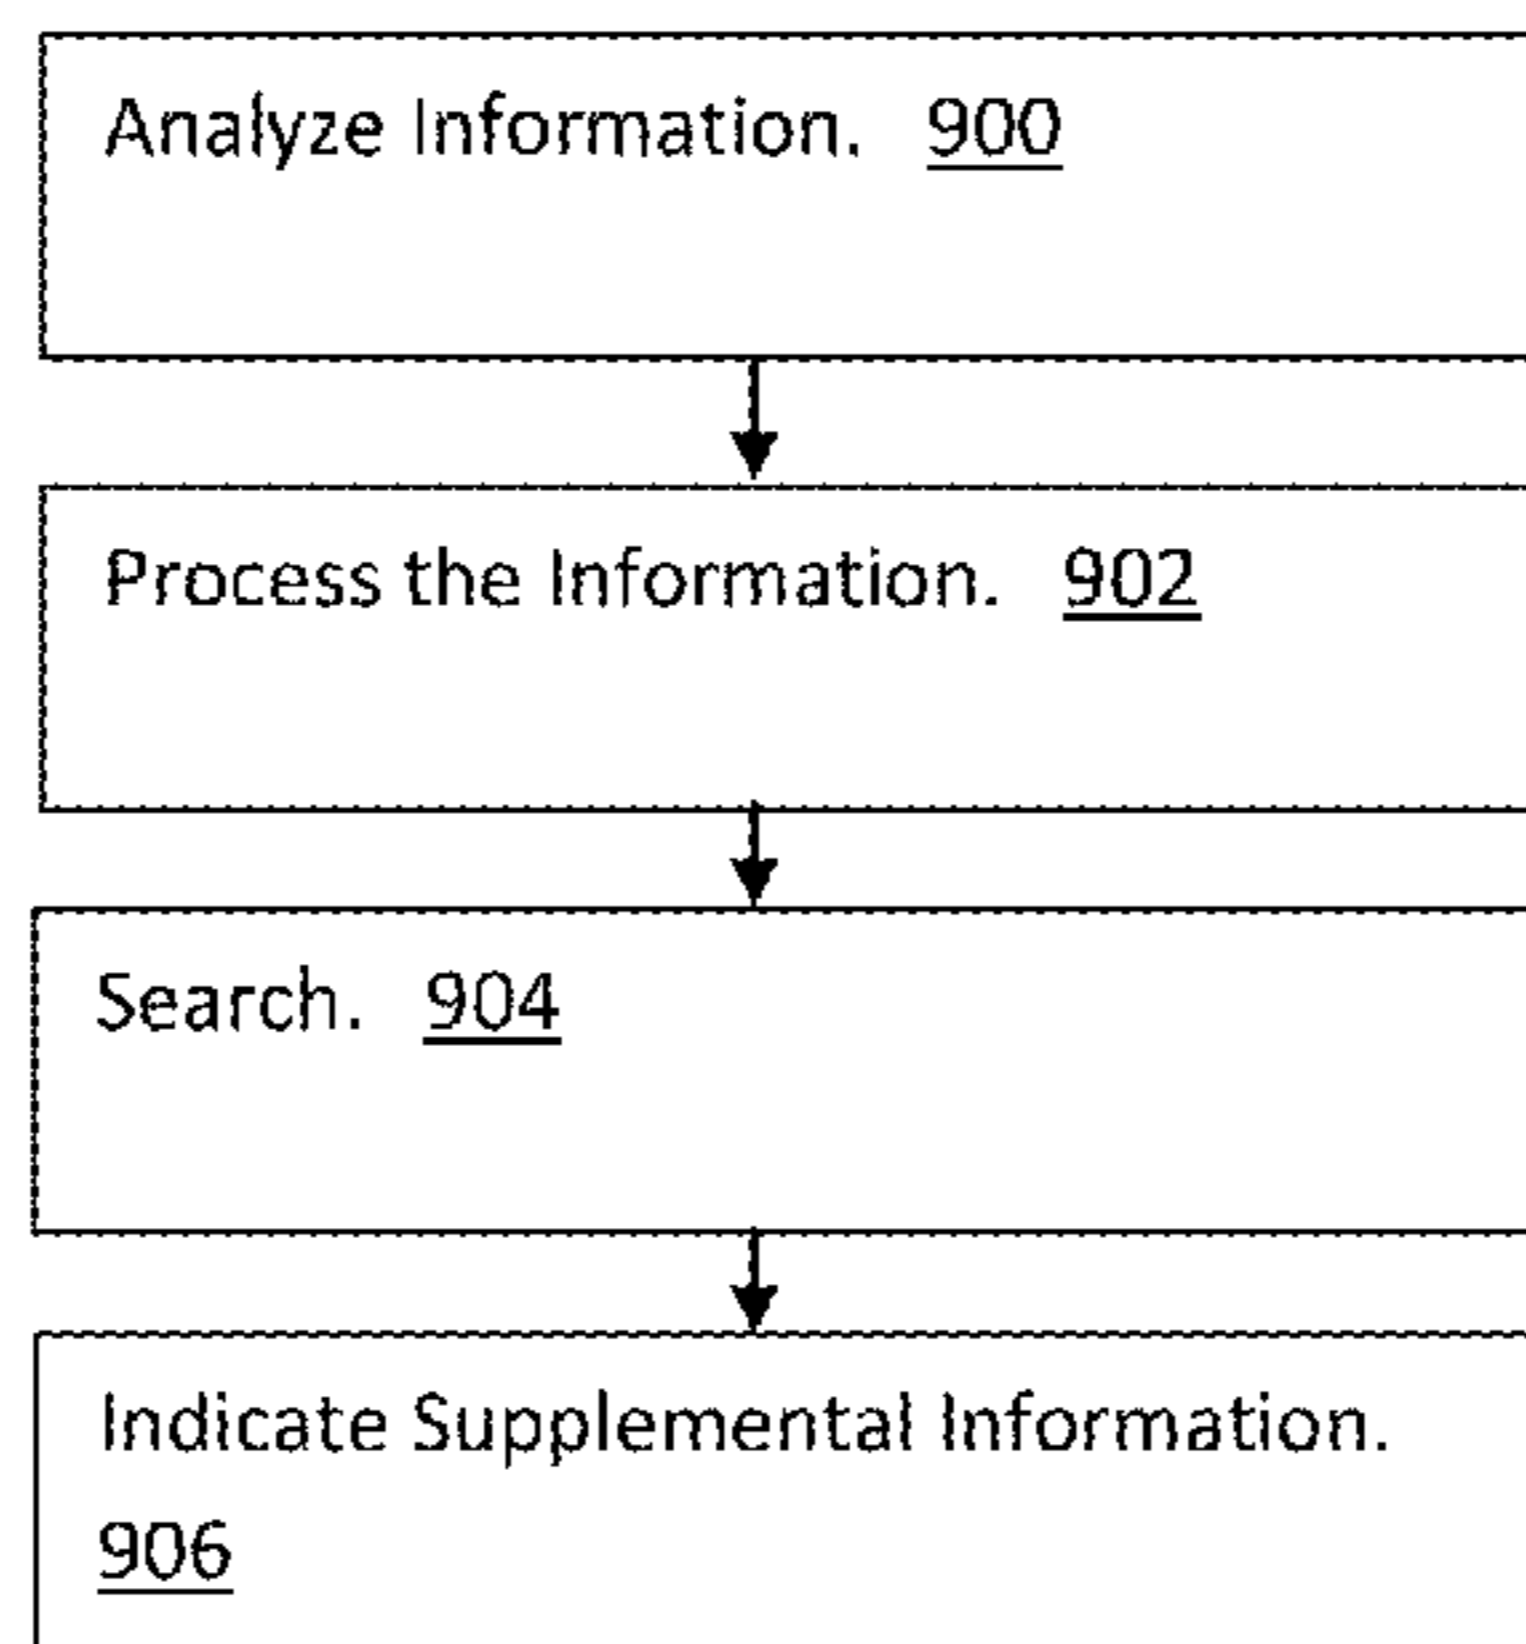 Analyze Information. 900
Process the Information. 902
Search. 904
Indicate Supplemental Information.
906